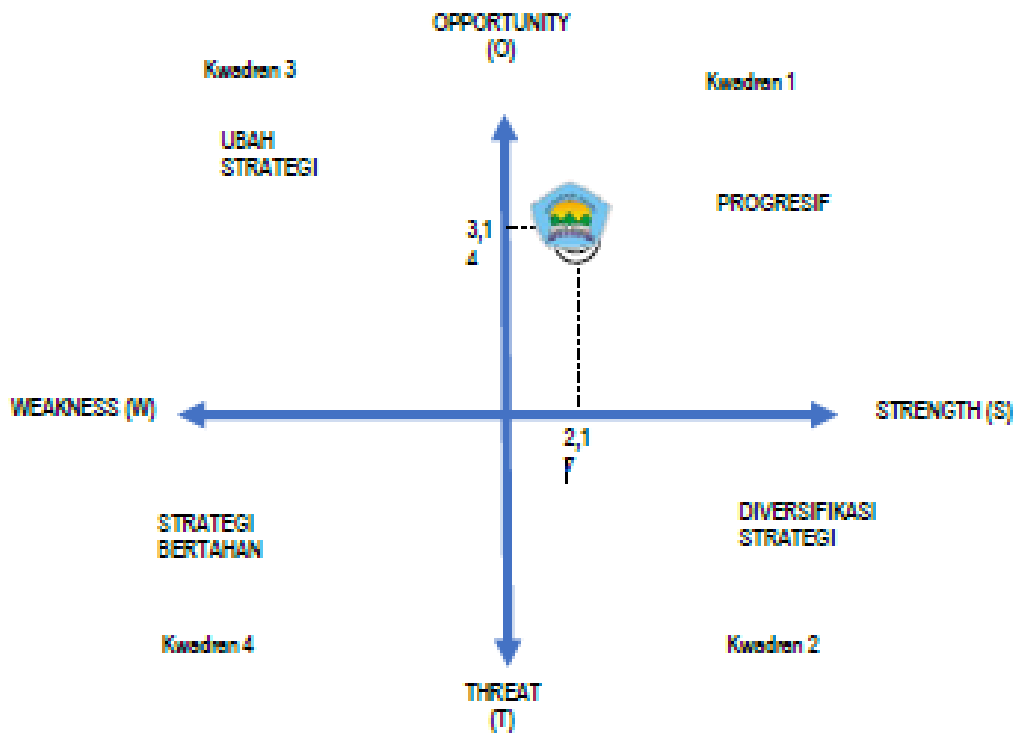 OPPORTUNITY
(O)
Kwadran 3
Kwadran 1
UBAH
STRATEGI
PROGRESIF
3,1
4
WEAKNESS (W)
STRENGTH (S)
2,1
STRATEGI
BERTAHAN
DIVERSIFIKASI
STRATEGI
Kwadran 4
Kwadran 2
THREAT
(T)